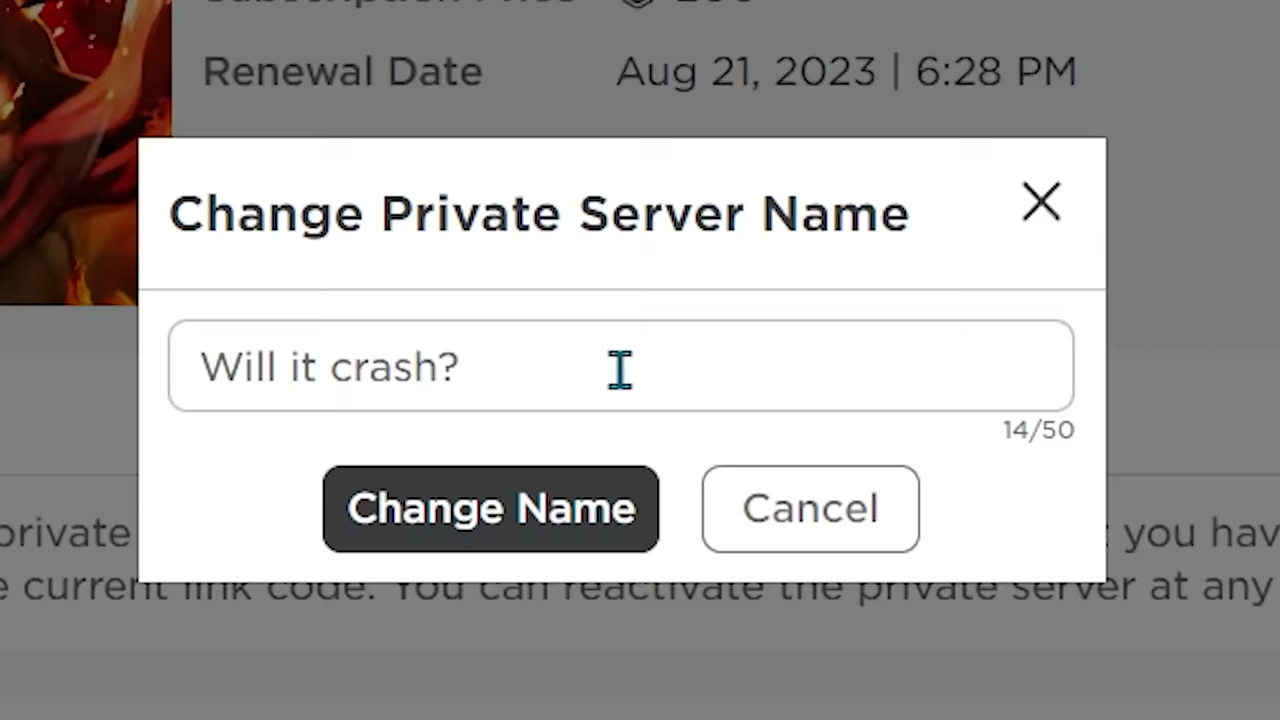 Renewal Date Aug 21, 2023 | 6:28 PM
Change Private Server Name
Will it crash?
14/50
Change Name Cancel
private you hav
e current link code. You can reactivate the private server at any